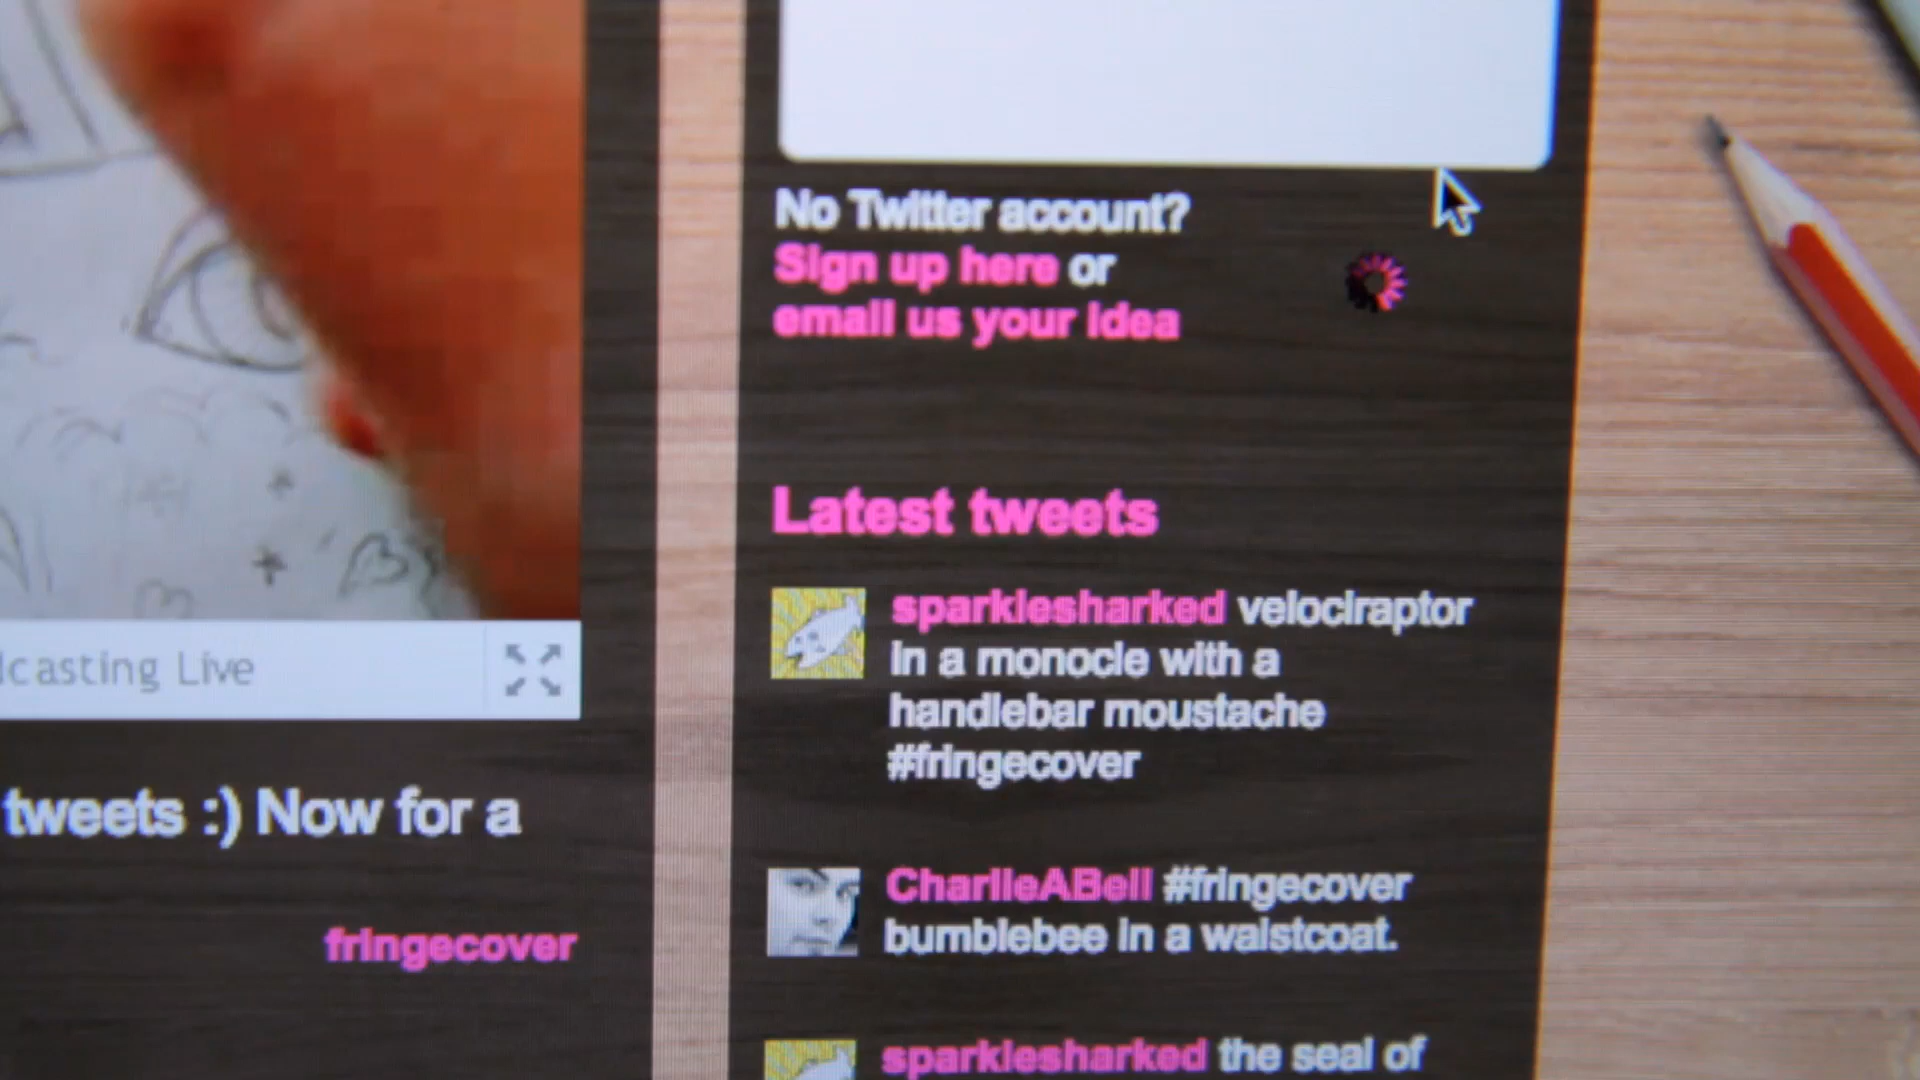 No Twitter account?
Sign up here or
email us your idea
Latest tweets
sparklesharked velociraptor
in a monocle with a
handlebar moustache
#fringecover
CharlieABell #fringecover
bumblebee in a waistcoat.
sparklesharked the seal of
dcasting Live
tweets :) Now for a
fringecover